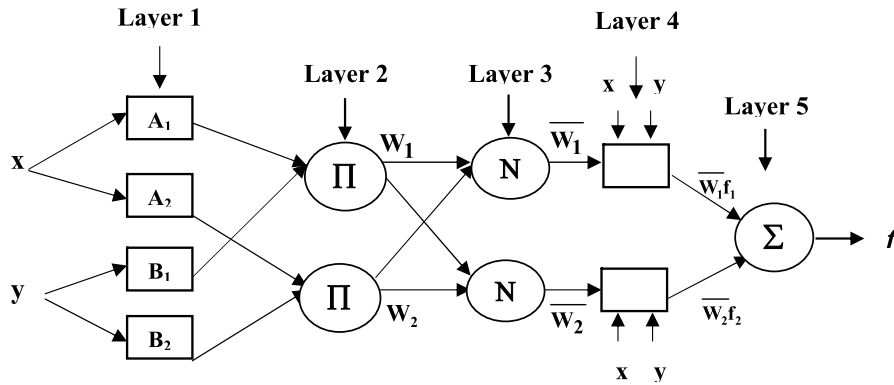 Layer 1
Layer 2
Layer 3
Layer 4
Layer 5
x
y
A₁
A₂
B₁
B₂
Π
Π
W₁
W₂
N
N
W̅₁
W̅₂
x y
x y
W̅₁f₁
W̅₂f₂
Σ
f